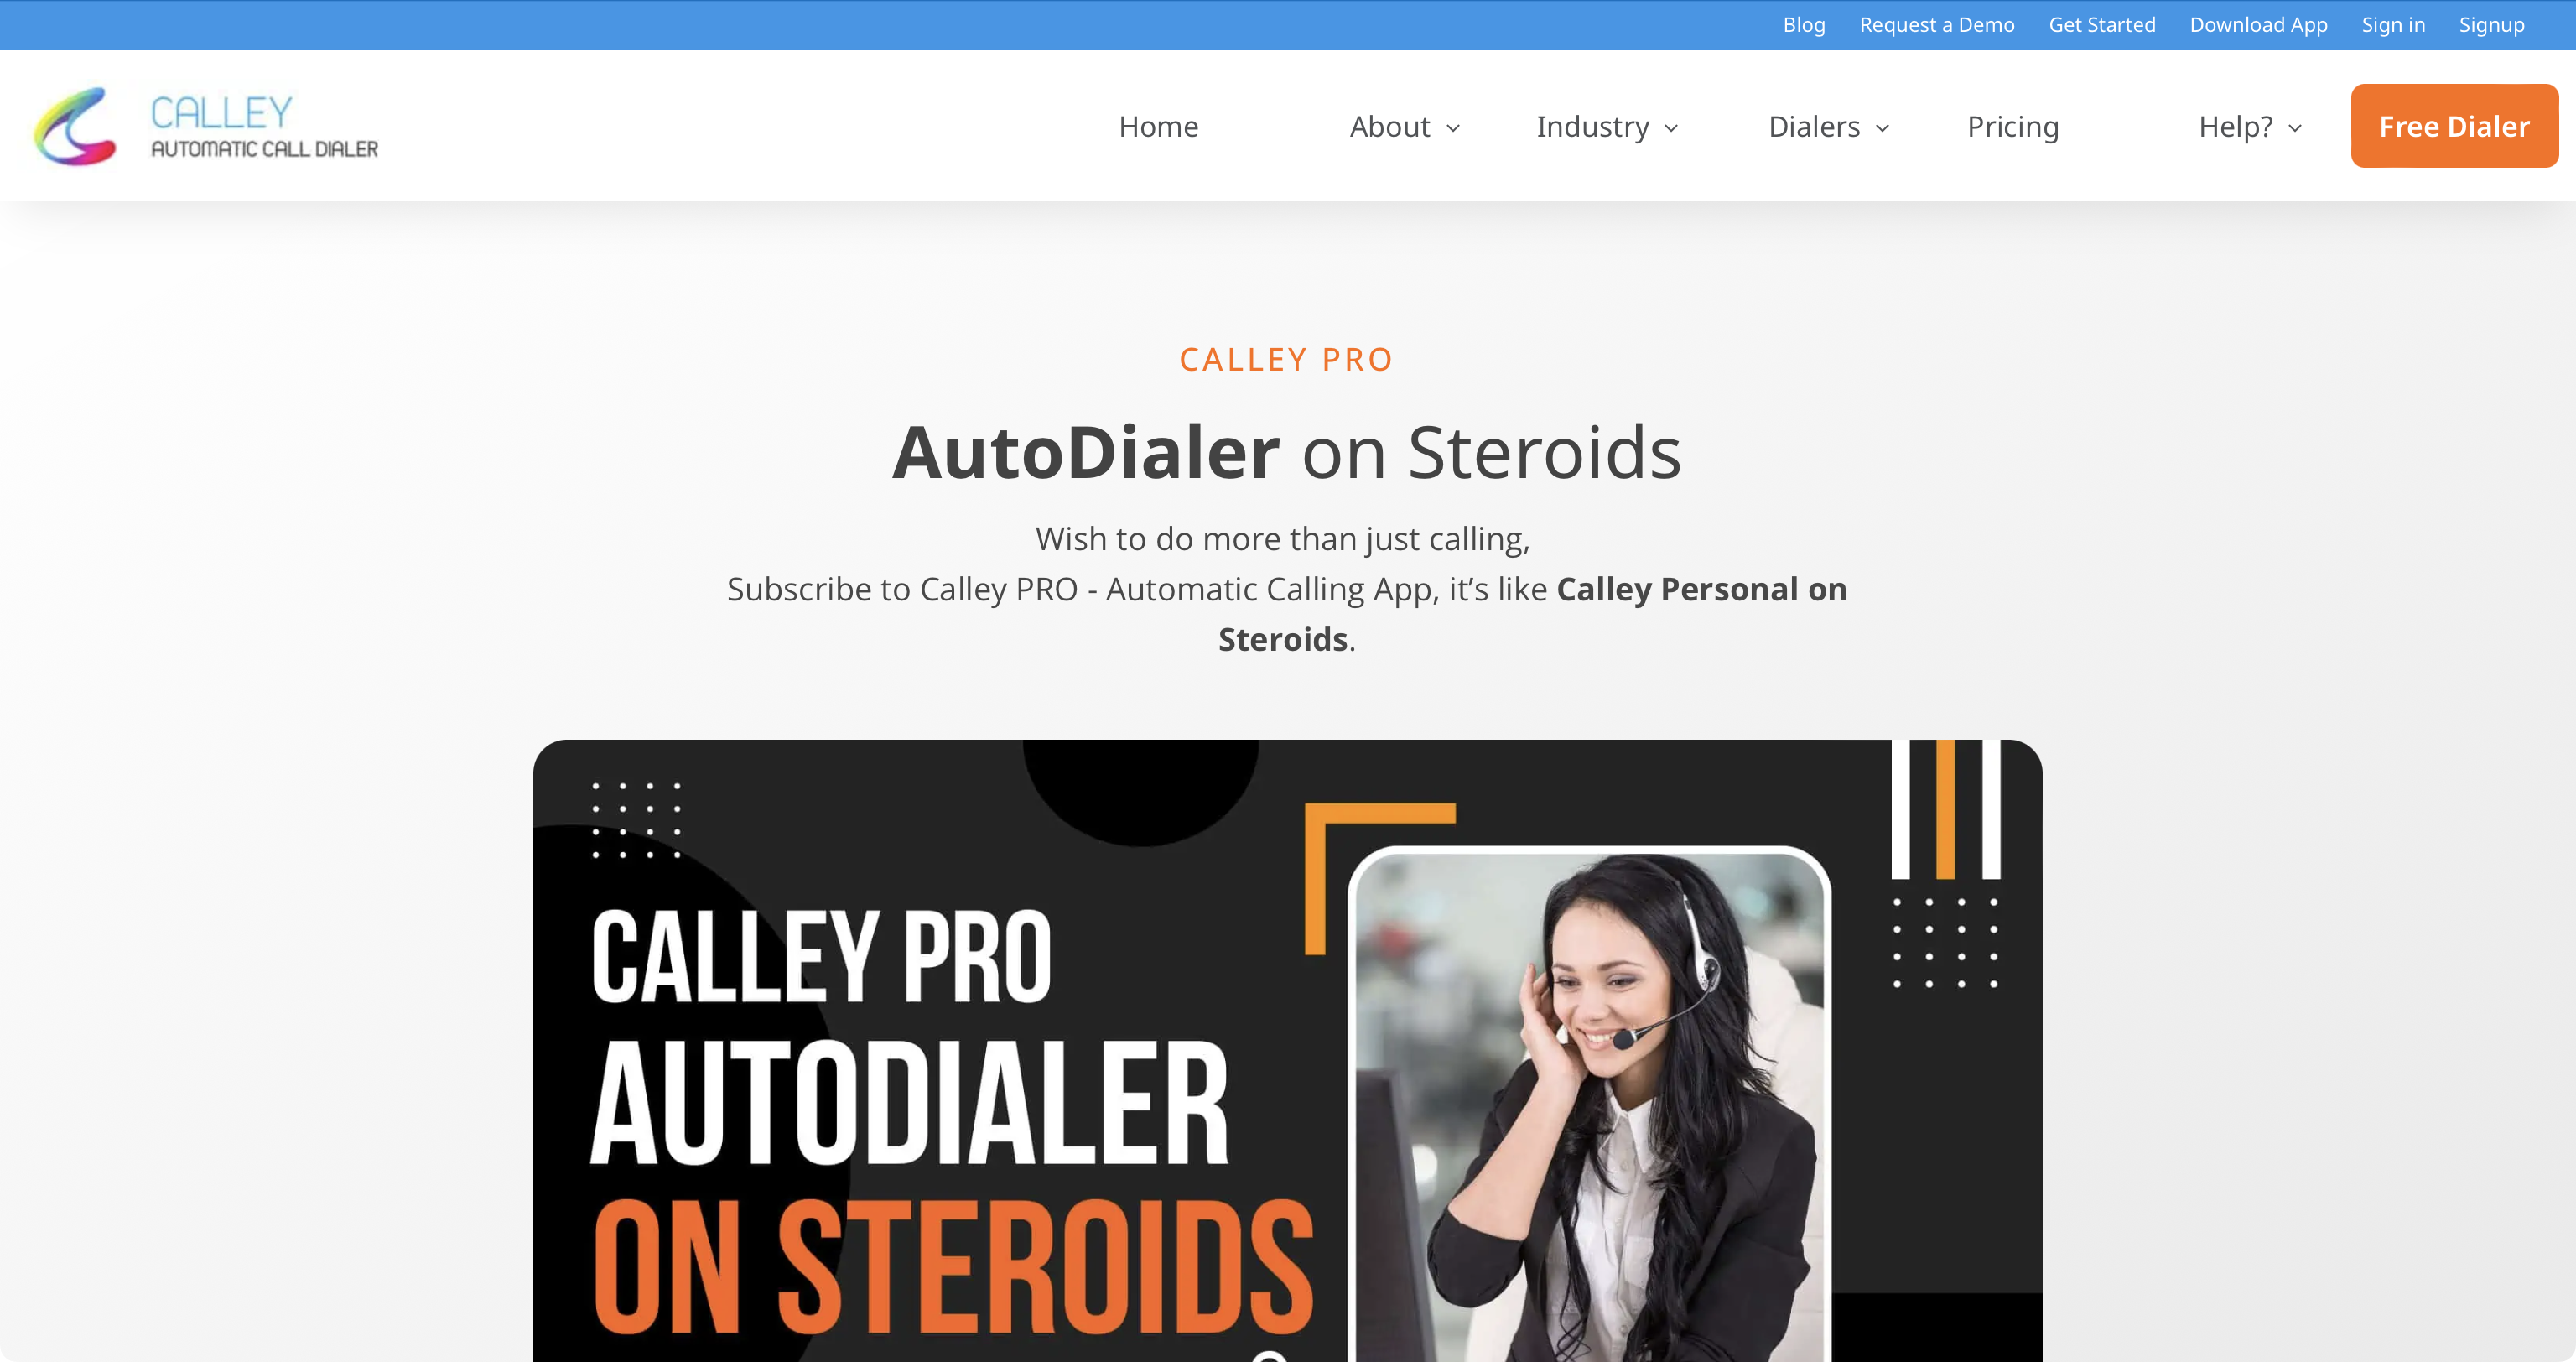 Blog Request a Demo Get Started Download App Sign in Signup
CALLEY
AUTOMATIC CALL DIALER
Home About Industry Dialers Pricing Help? Free Dialer
CALLEY PRO
AutoDialer on Steroids
Wish to do more than just calling,
Subscribe to Calley PRO - Automatic Calling App, it’s like Calley Personal on
Steroids.
CALLEY PRO
AUTODIALER
ON STEROIDS